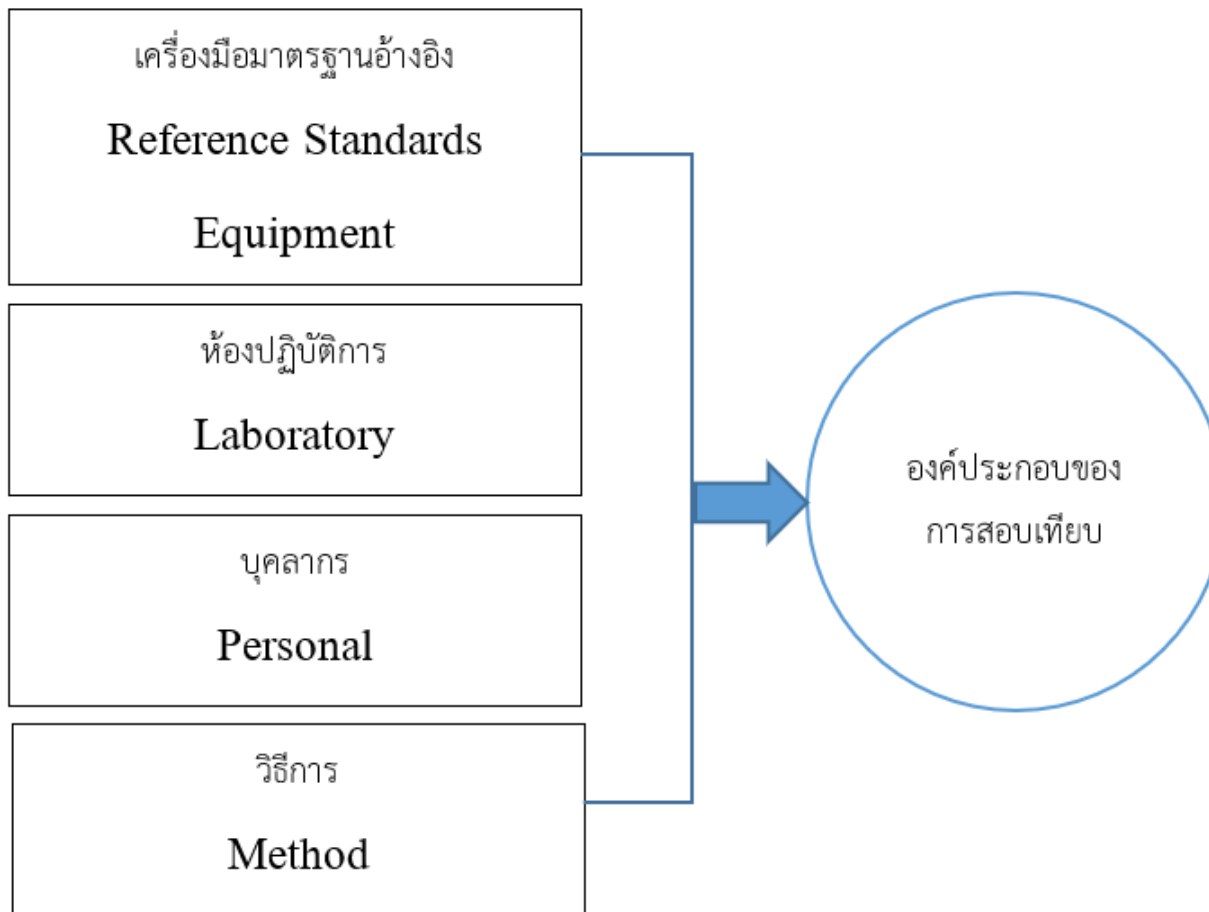 เครื่องมือมาตรฐานอ้างอิง
Reference Standards
Equipment
ห้องปฏิบัติการ
Laboratory
บุคลากร
Personal
วิธีการ
Method
องค์ประกอบของ
การสอบเทียบ